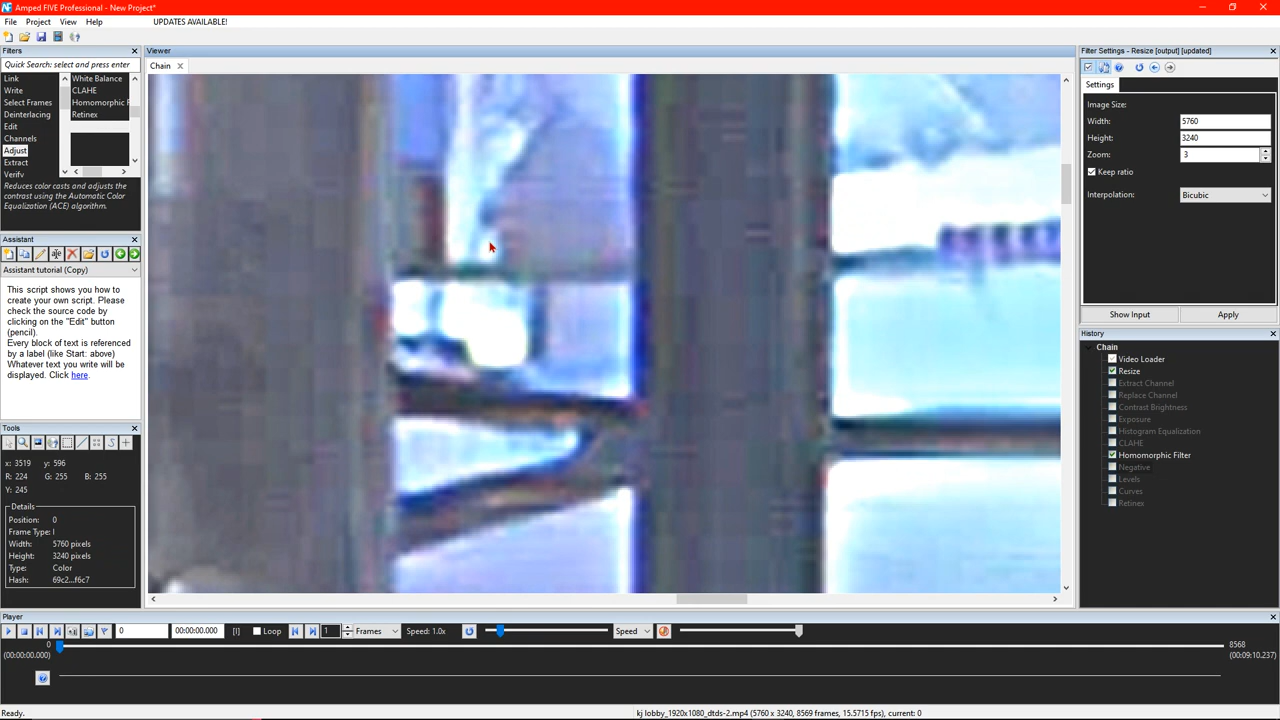 Amped FIVE Professional - New Project*
File Project View Help UPDATES AVAILABLE!
Filters
Quick Search: select and press enter
Link
Write
Select Frames
Deinterlacing
Edit
Channels
Adjust
Extract
Verify
White Balance
CLAHE
Homomorphic F
Retinex
Reduces color casts and adjusts the
contrast using the Automatic Color
Equalization (ACE) algorithm.
Assistant
Assistant tutorial (Copy)
This script shows you how to
create your own script. Please
check the source code by
clicking on the "Edit" button
(pencil).
Every block of text is referenced
by a label (like Start: above)
Whatever text you write will be
displayed. Click here.
Tools
x: 3519 y: 596
R: 224 G: 255 B: 255
Y: 245
Details
Position: 0
Frame Type: I
Width: 5760 pixels
Height: 3240 pixels
Type: Color
Hash: 69c2...f6c7
Viewer
Chain
Filter Settings - Resize [output] [updated]
Settings
Image Size:
Width: 5760
Height: 3240
Zoom: 3
Keep ratio
Interpolation: Bicubic
Show Input Apply
History
Chain
Video Loader
Resize
Extract Channel
Replace Channel
Contrast Brightness
Exposure
Histogram Equalization
CLAHE
Homomorphic Filter
Negative
Levels
Curves
Retinex
Player
0 00:00:00.000 [I] Loop 1 Frames Speed: 1.0x Speed
0 8568
(00:00:00.000) (00:09:10.237)
Ready. kj lobby_1920x1080_dtds-2.mp4 (5760 x 3240, 8569 frames, 15.5715 fps), current: 0